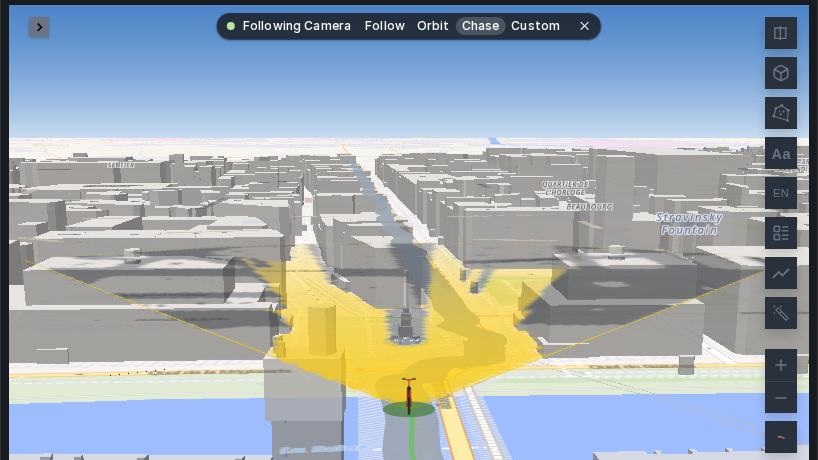 Following Camera Follow Orbit Chase Custom
Aa
EN
QUARTIER DE
L'HORLOGE
BEAUBOURG
Stravinsky
Fountain